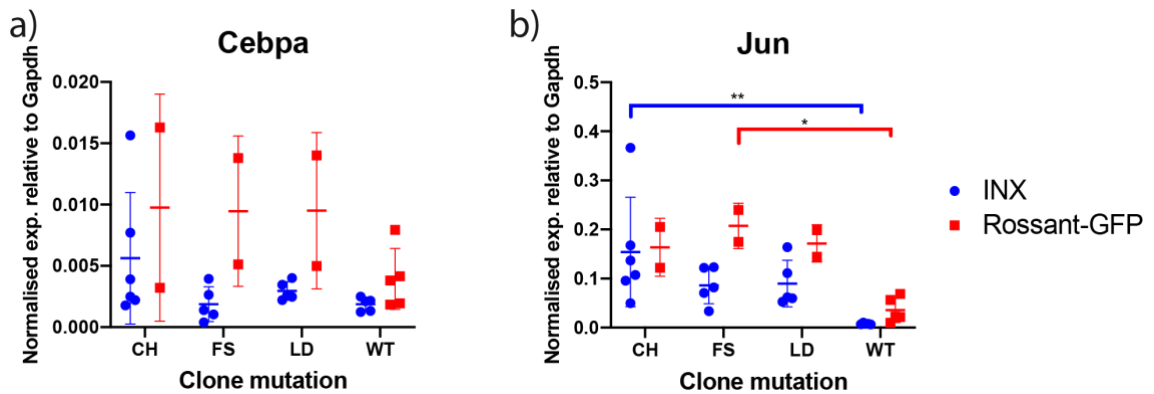 a)
Cebpa
Normalised exp. relative to Gapdh
0.020
0.015
0.010
0.005
0.000
CH FS LD WT
Clone mutation
b)
Jun
Normalised exp. relative to Gapdh
0.5
0.4
0.3
0.2
0.1
0.0
**
*
CH FS LD WT
Clone mutation
INX
Rossant-GFP